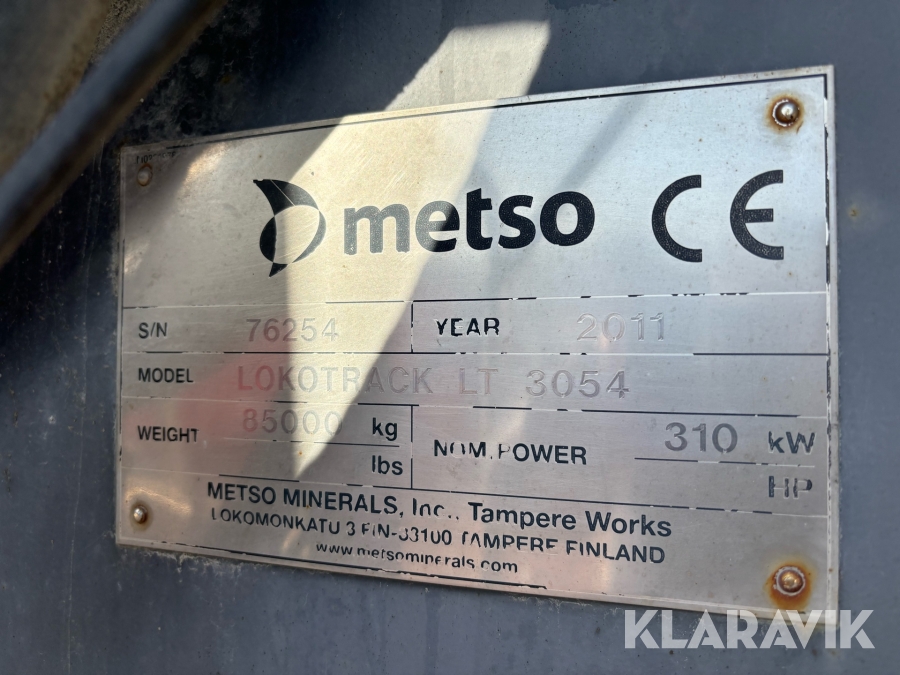 metso CE
S/N 76254 YEAR 2011
MODEL LOKOTRACK LT 3054
WEIGHT 85000 kg
lbs
NOM. POWER 310 kW
HP
METSO MINERALS, Inc., Tampere Works
LOKOMONKATU 3 FIN-33100 TAMPERE FINLAND
www.metsominerals.com
KLARAVIK